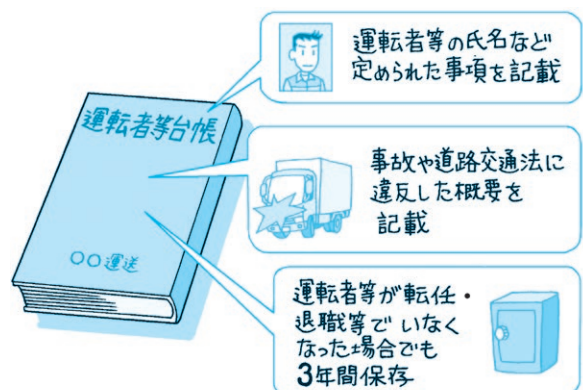 運転者等台帳
〇〇運送
運転者等の氏名など
定められた事項を記載
事故や道路交通法に
違反した概要を
記載
運転者等が転任・
退職等でいなく
なった場合でも
3年間保存